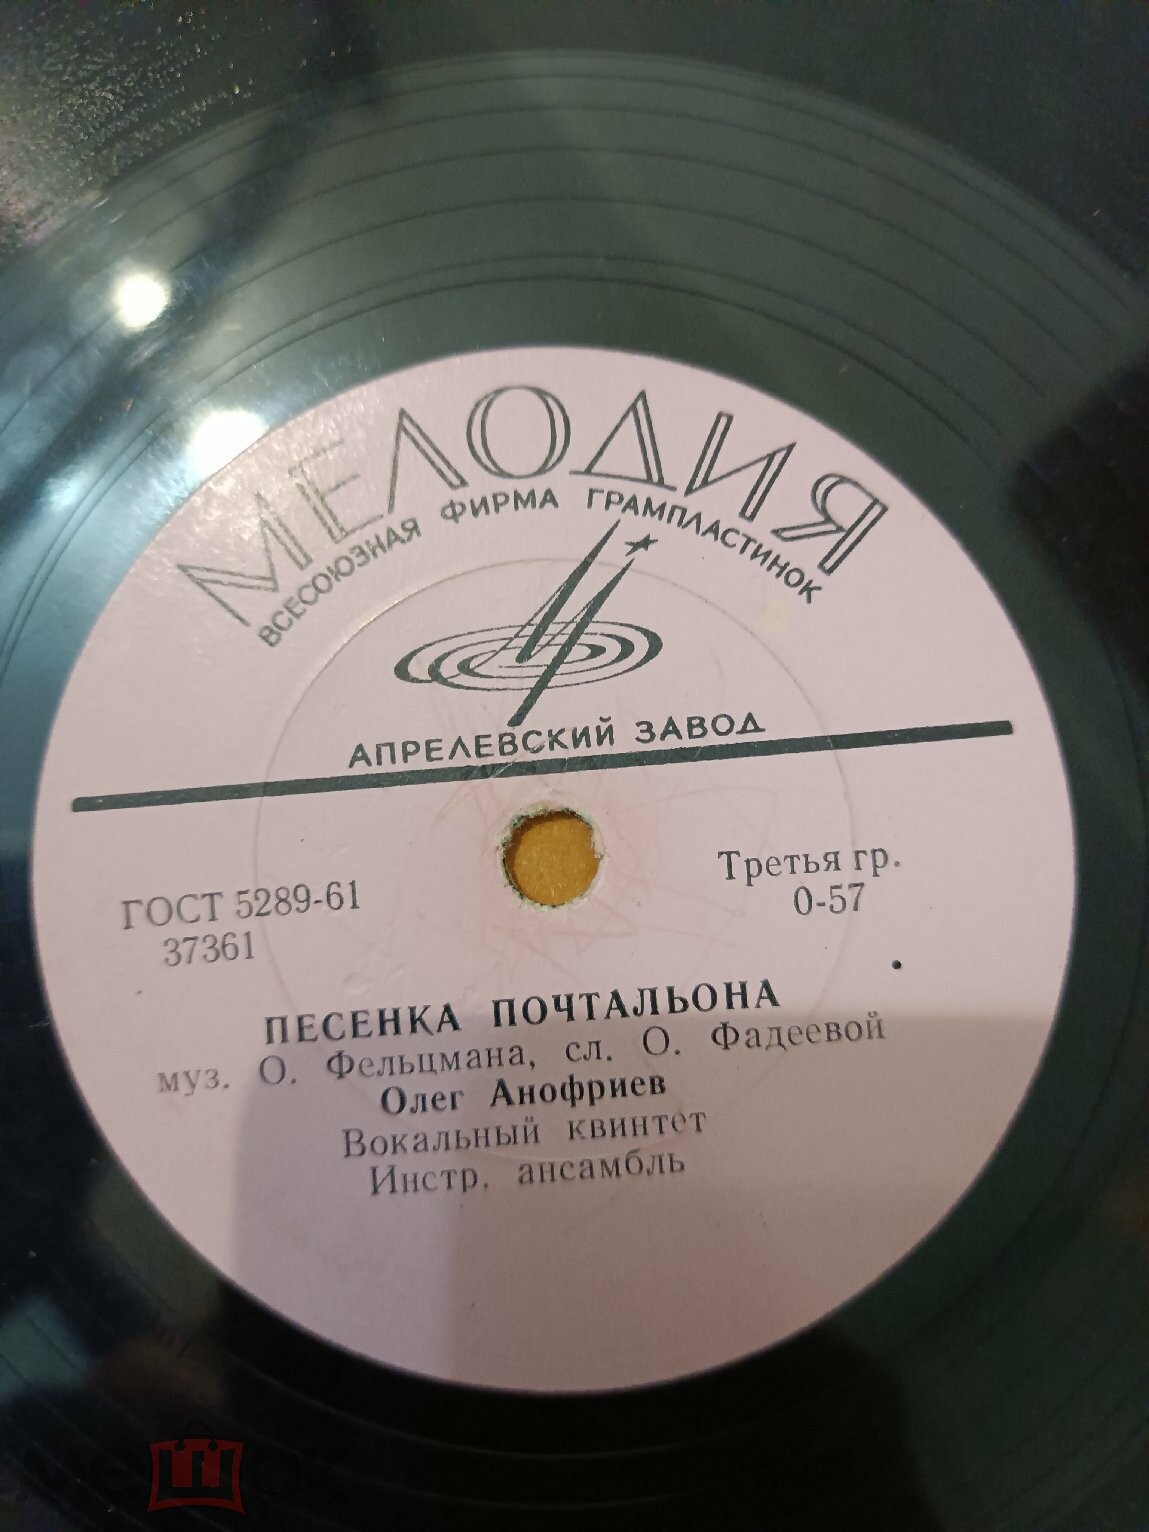 МЕЛОДИЯ
ВСЕСОЮЗНАЯ ФИРМА ГРАМПЛАСТИНОК
АПРЕЛЕВСКИЙ ЗАВОД
ГОСТ 5289-61
37361
Третья гр.
0-57
ПЕСЕНКА ПОЧТАЛЬОНА
муз. О. Фельцмана, сл. О. Фадеевой
Олег Анофриев
Вокальный квинтет
Инстр. ансамбль
мешок